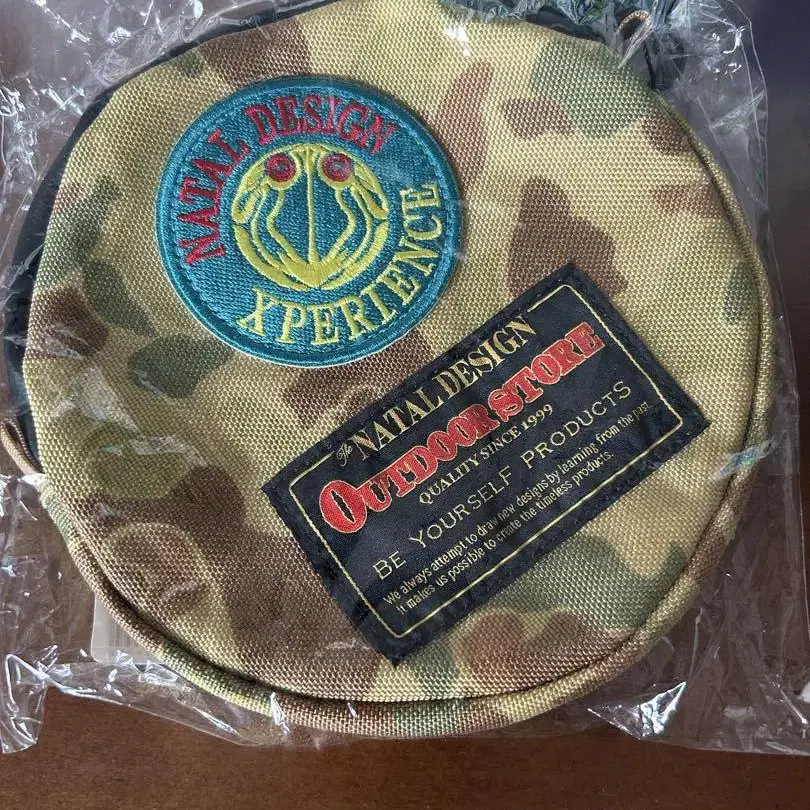 NATAL DESIGN
XPERIENCE
The NATAL DESIGN
OUTDOOR STORE
QUALITY SINCE 1999
BE YOURSELF PRODUCTS
We always attempt to draw new designs by learning from the past.
It makes us possible to create the timeless products.